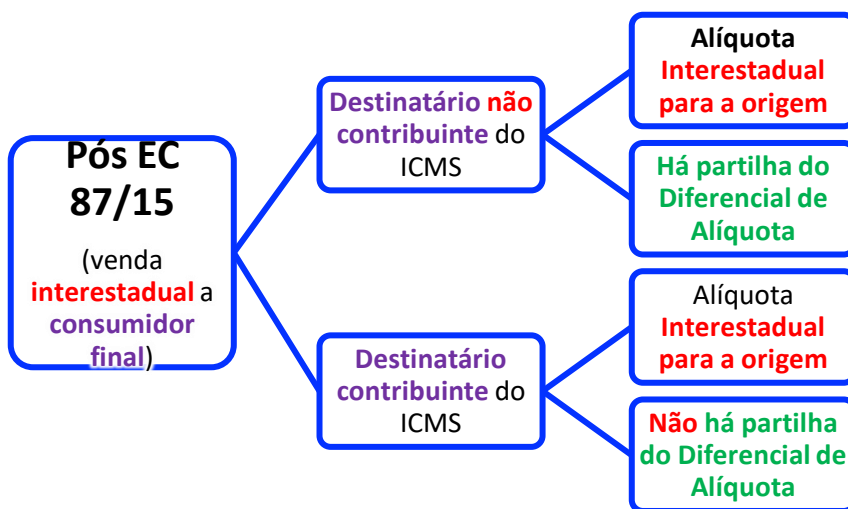 Pós EC
87/15
(venda
interestadual a
consumidor
final)
Destinatário não
contribuinte do
ICMS
Alíquota
Interestadual
para a origem
Há partilha do
Diferencial de
Alíquota
Destinatário
contribuinte do
ICMS
Alíquota
Interestadual
para a origem
Não há partilha
do Diferencial de
Alíquota